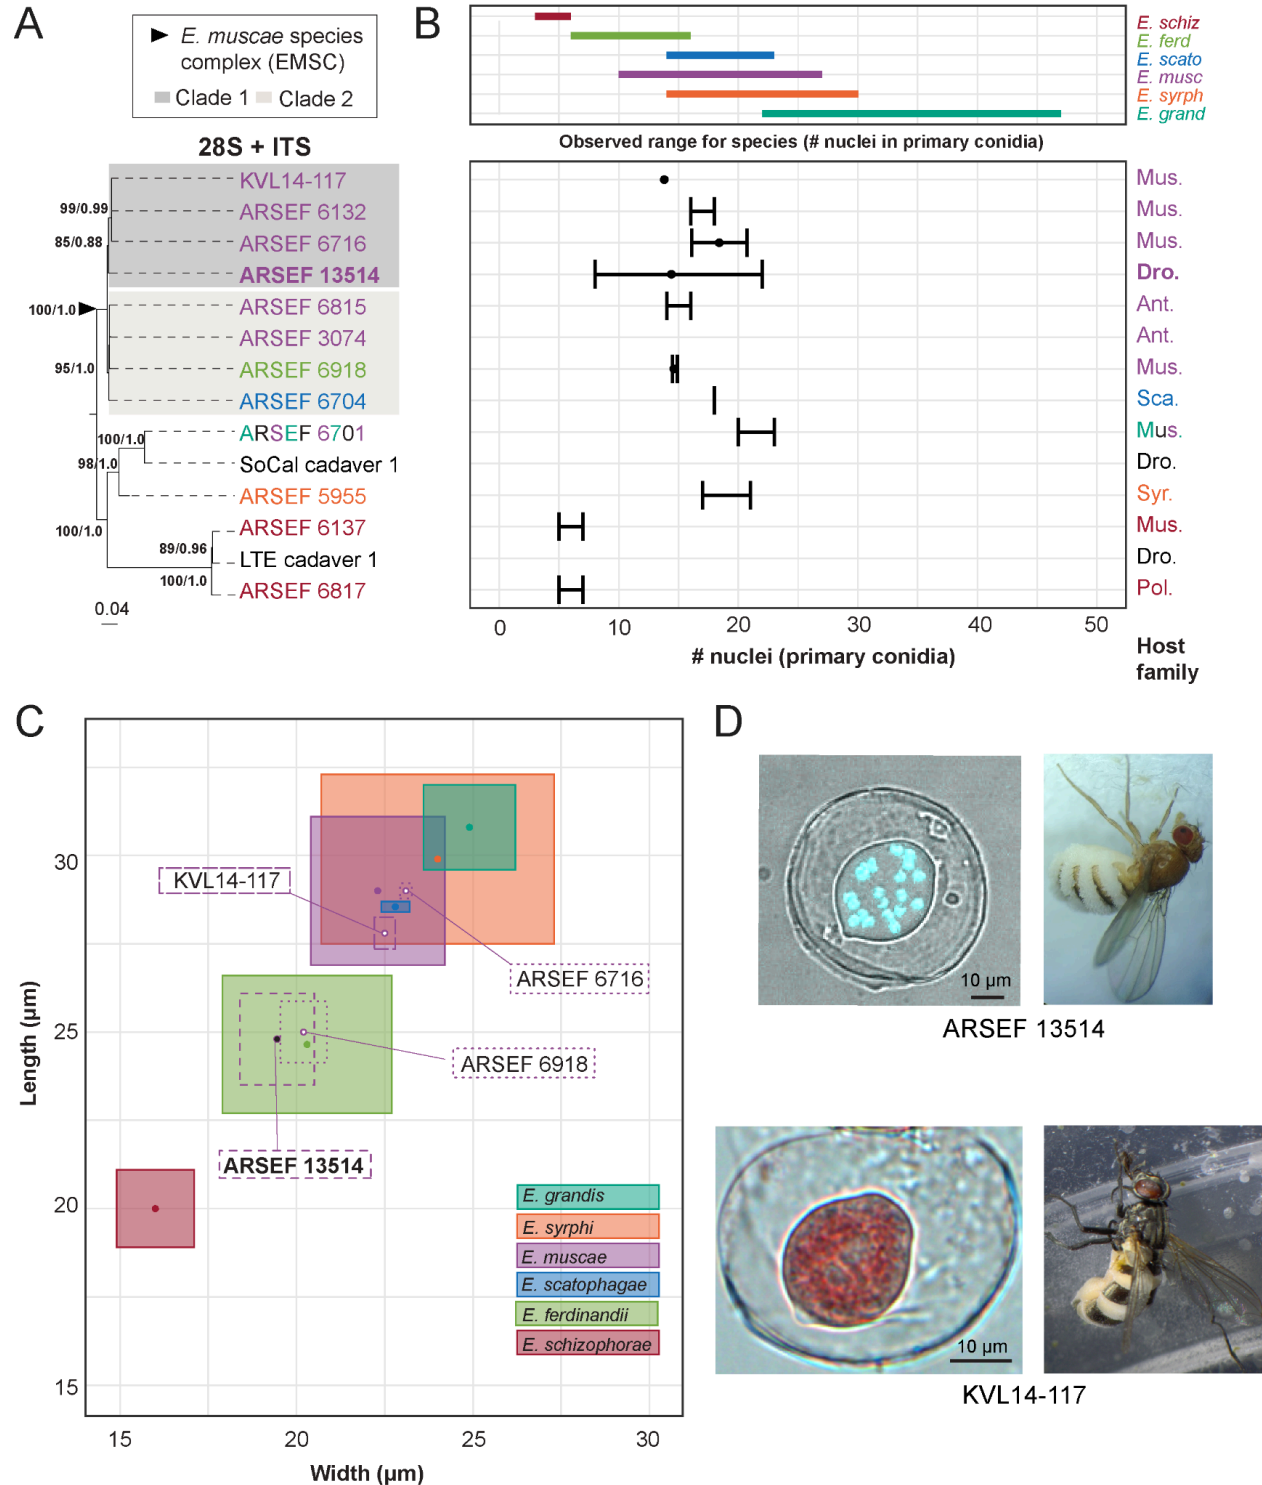 A
E. muscae species
complex (EMSC)
Clade 1
Clade 2
28S + ITS
KVL14-117
ARSEF 6132
ARSEF 6716
ARSEF 13514
ARSEF 6815
ARSEF 3074
ARSEF 6918
ARSEF 6704
ARSEF 6701
SoCal cadaver 1
ARSEF 5955
ARSEF 6137
LTE cadaver 1
ARSEF 6817
99/0.99
85/0.88
100/1.0
95/1.0
100/1.0
98/1.0
100/1.0
89/0.96
100/1.0
0.04
B
E. schiz
E. ferd
E. scato
E. musc
E. syrph
E. grand
Observed range for species (# nuclei in primary conidia)
Mus.
Mus.
Mus.
Dro.
Ant.
Ant.
Mus.
Sca.
Mus.
Dro.
Syr.
Mus.
Dro.
Pol.
0 10 20 30 40 50
# nuclei (primary conidia)
Host
family
C
30
25
20
15
Length (µm)
KVL14-117
ARSEF 6716
ARSEF 6918
ARSEF 13514
E. grandis
E. syrphi
E. muscae
E. scatophagae
E. ferdinandii
E. schizophorae
15 20 25 30
Width (µm)
D
10 µm
ARSEF 13514
10 µm
KVL14-117